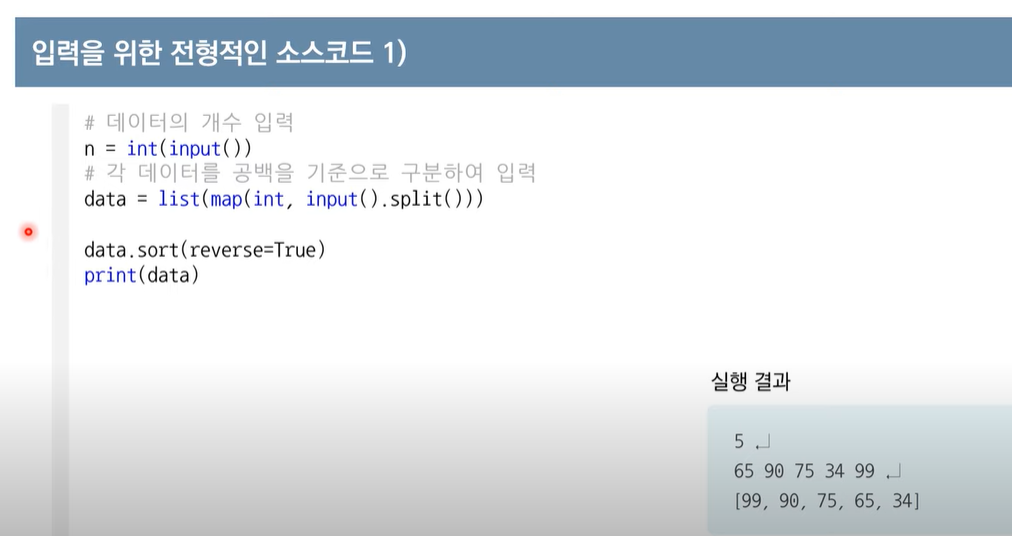 입력을 위한 전형적인 소스코드 1)
# 데이터의 개수 입력
n = int(input())
# 각 데이터를 공백을 기준으로 구분하여 입력
data = list(map(int, input().split()))
data.sort(reverse=True)
print(data)
실행 결과
5 ↵
65 90 75 34 99 ↵
[99, 90, 75, 65, 34]